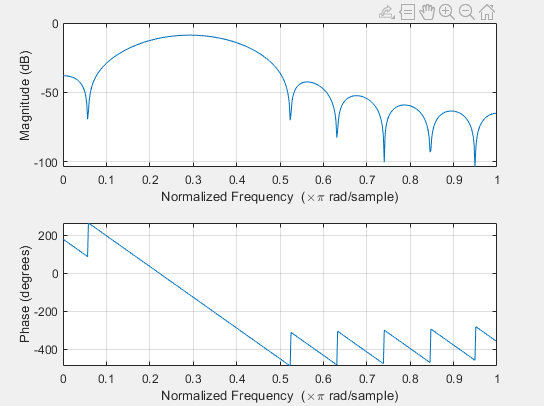 0
-50
-100
Magnitude (dB)
0 0.1 0.2 0.3 0.4 0.5 0.6 0.7 0.8 0.9 1
Normalized Frequency (×π rad/sample)
200
0
-200
-400
Phase (degrees)
0 0.1 0.2 0.3 0.4 0.5 0.6 0.7 0.8 0.9 1
Normalized Frequency (×π rad/sample)